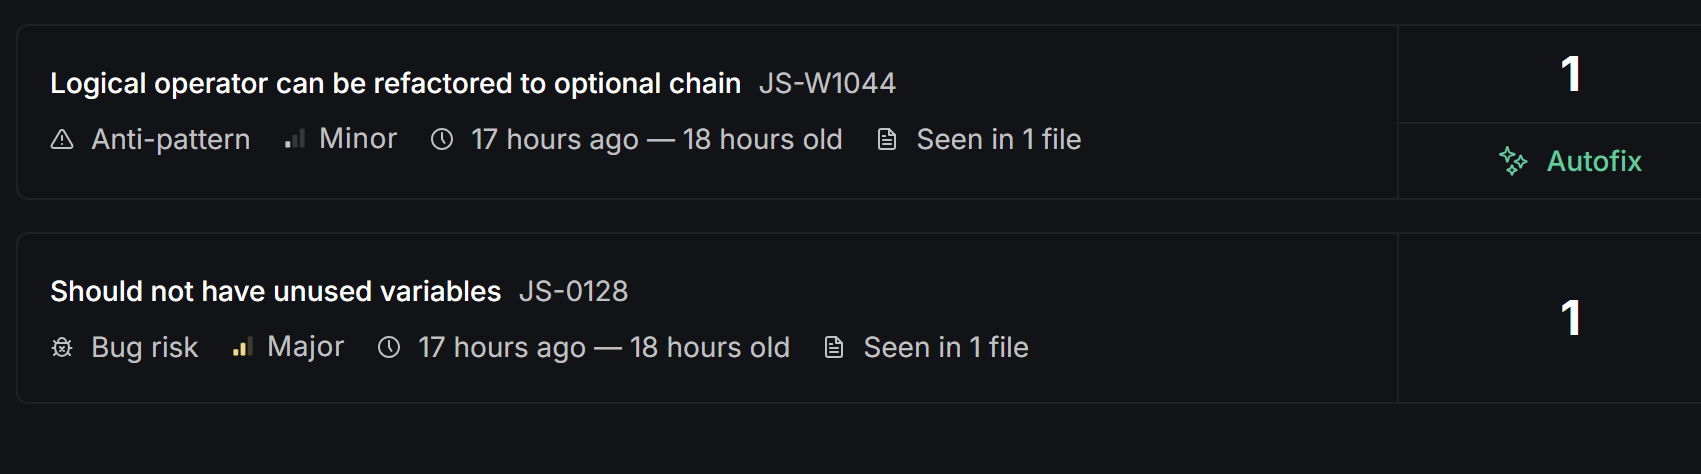 Logical operator can be refactored to optional chain JS-W1044
1
Anti-pattern Minor 17 hours ago — 18 hours old Seen in 1 file
Autofix
Should not have unused variables JS-0128
1
Bug risk Major 17 hours ago — 18 hours old Seen in 1 file